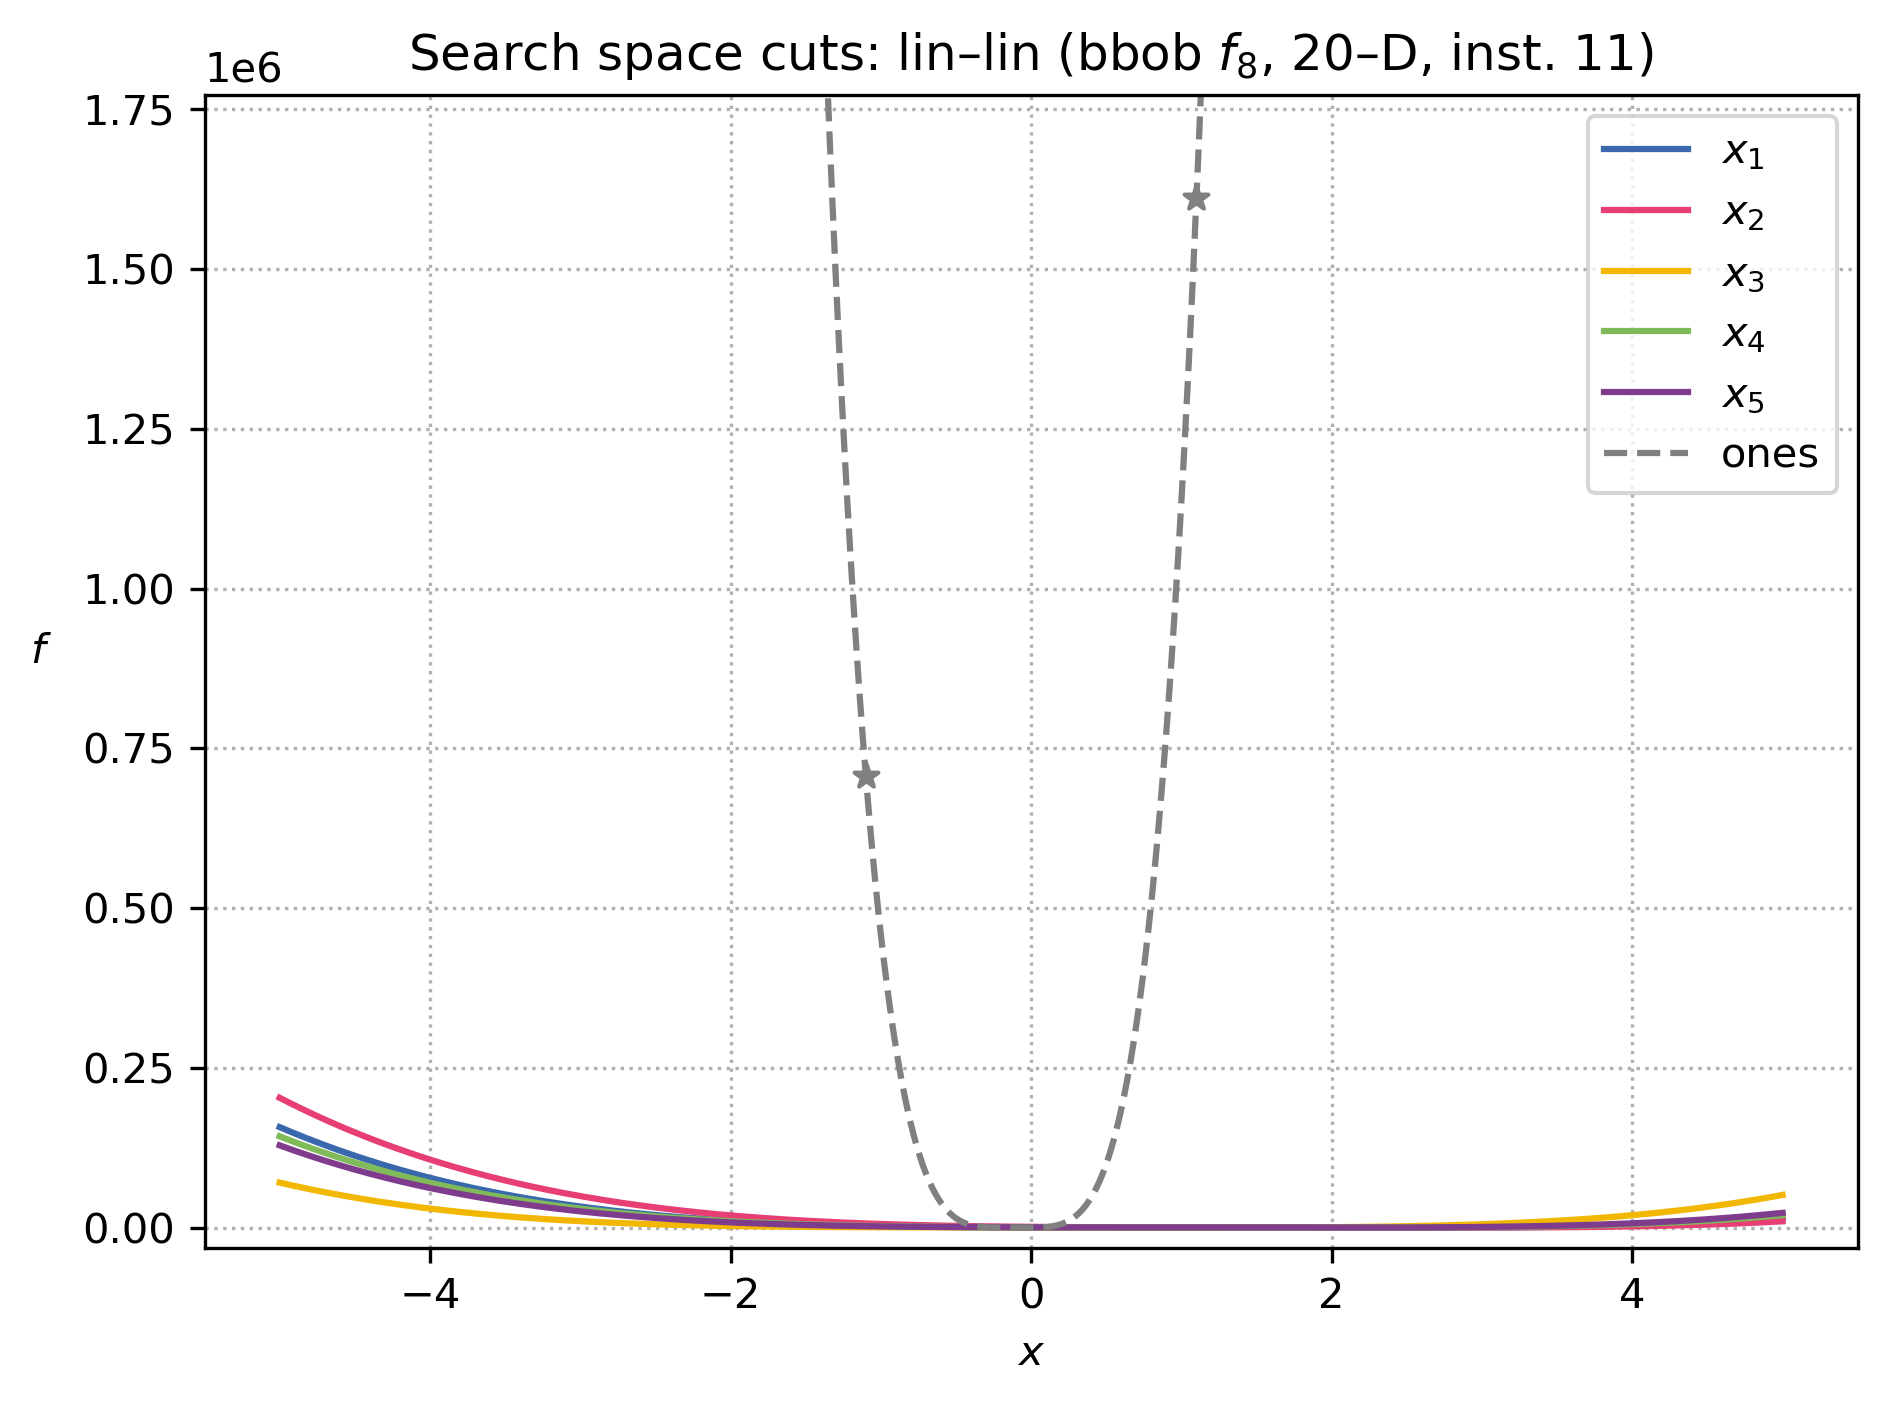 Search space cuts: lin–lin (bbob f₈, 20–D, inst. 11)
1e6
1.75
1.50
1.25
1.00
0.75
0.50
0.25
0.00
f
x₁
x₂
x₃
x₄
x₅
ones
−4
−2
0
2
4
x